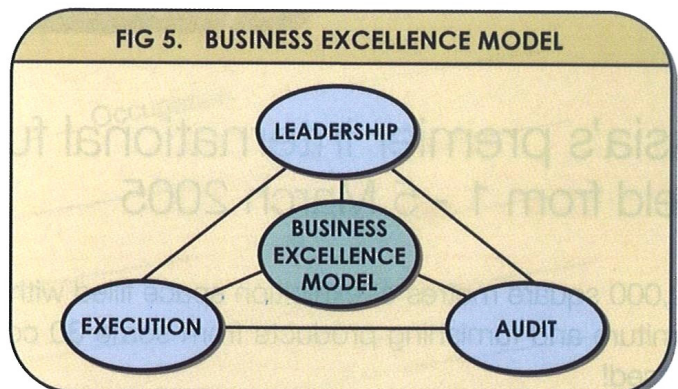 FIG 5. BUSINESS EXCELLENCE MODEL
LEADERSHIP
BUSINESS
EXCELLENCE
MODEL
EXECUTION
AUDIT